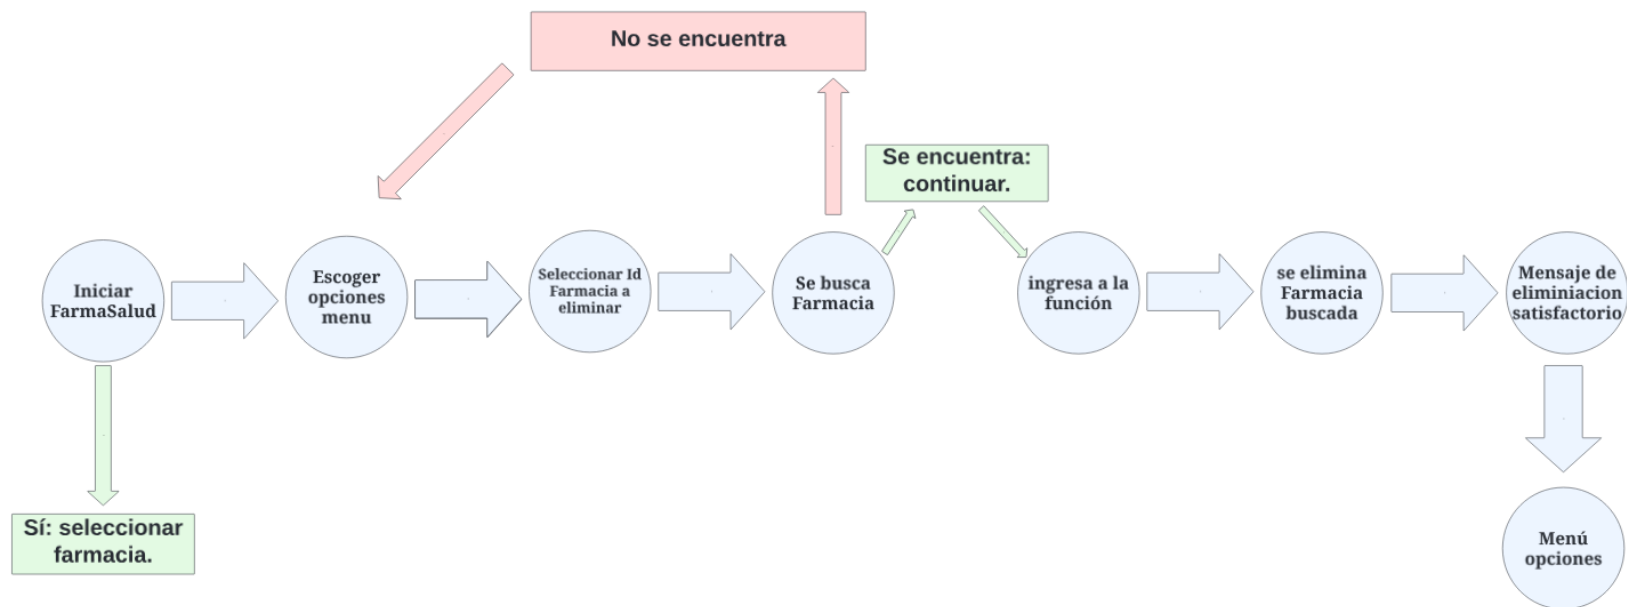 No se encuentra
Se encuentra:
continuar.
Iniciar
FarmaSalud
Escoger
opciones
menu
Seleccionar Id
Farmacia a
eliminar
Se busca
Farmacia
ingresa a la
función
se elimina
Farmacia
buscada
Mensaje de
eliminiacion
satisfactorio
Sí: seleccionar
farmacia.
Menú
opciones